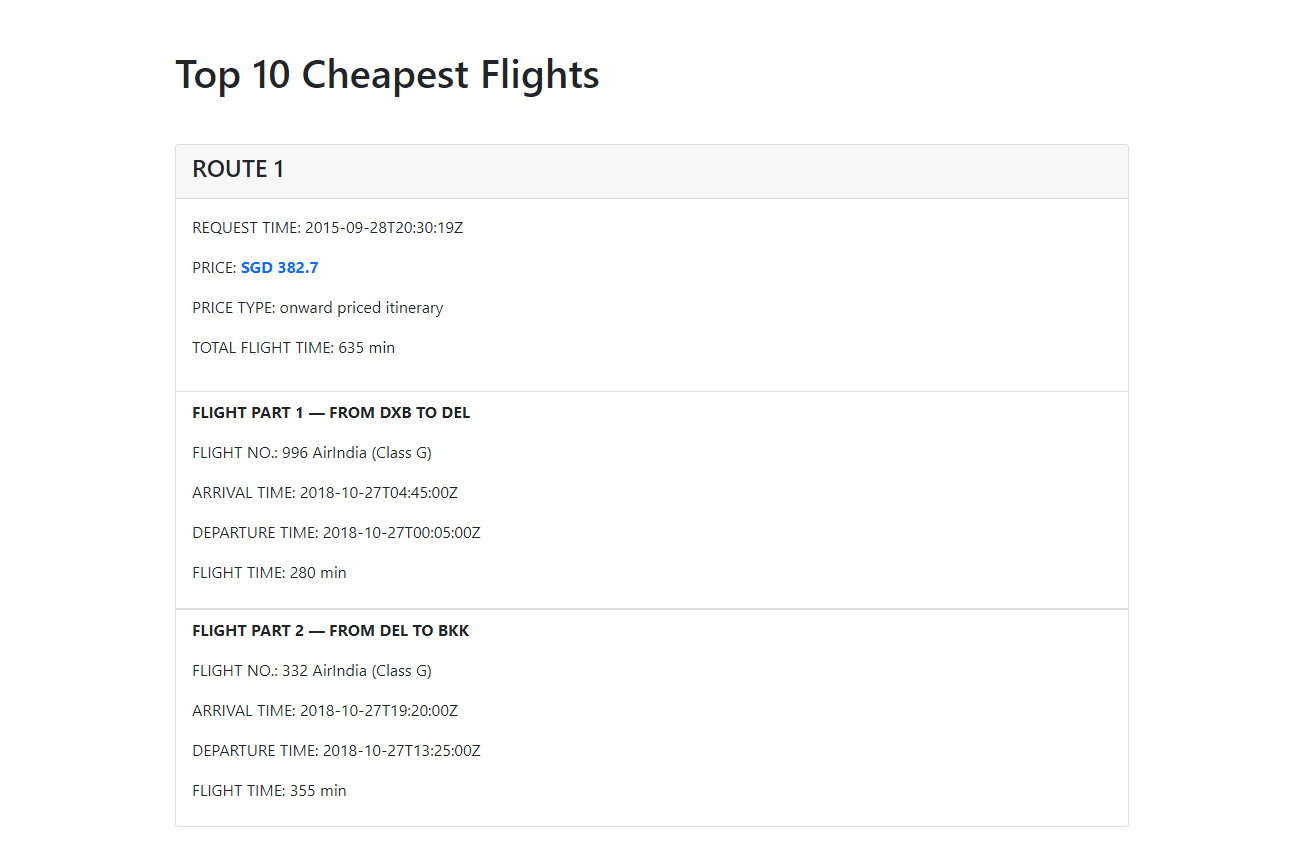 Top 10 Cheapest Flights
ROUTE 1
REQUEST TIME: 2015-09-28T20:30:19Z
PRICE: SGD 382.7
PRICE TYPE: onward priced itinerary
TOTAL FLIGHT TIME: 635 min
FLIGHT PART 1 — FROM DXB TO DEL
FLIGHT NO.: 996 AirIndia (Class G)
ARRIVAL TIME: 2018-10-27T04:45:00Z
DEPARTURE TIME: 2018-10-27T00:05:00Z
FLIGHT TIME: 280 min
FLIGHT PART 2 — FROM DEL TO BKK
FLIGHT NO.: 332 AirIndia (Class G)
ARRIVAL TIME: 2018-10-27T19:20:00Z
DEPARTURE TIME: 2018-10-27T13:25:00Z
FLIGHT TIME: 355 min